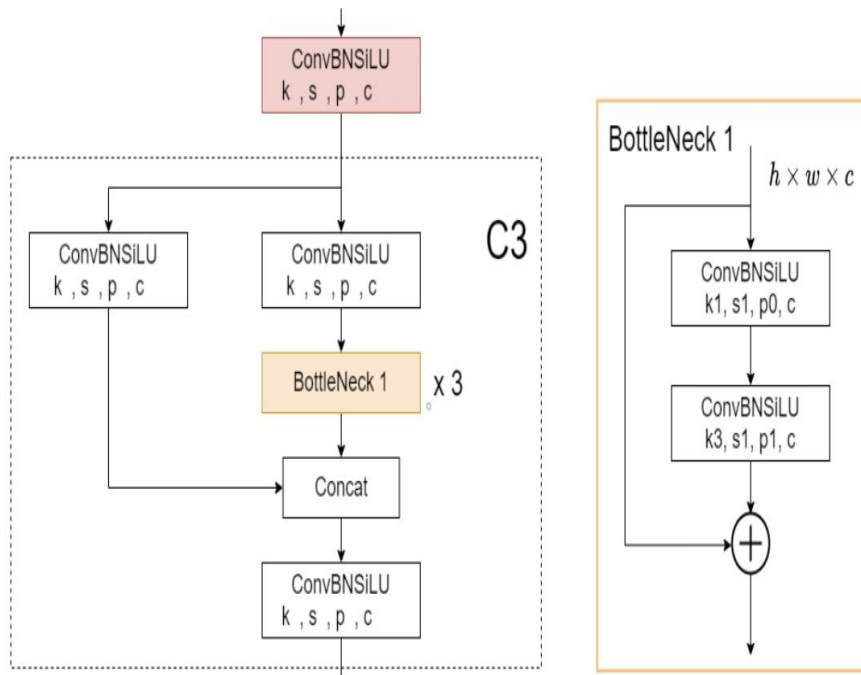 ConvBNSiLU
k , s , p , c
C3
ConvBNSiLU
k , s , p , c
ConvBNSiLU
k , s , p , c
BottleNeck 1
x 3
Concat
ConvBNSiLU
k , s , p , c
BottleNeck 1
h × w × c
ConvBNSiLU
k1, s1, p0, c
ConvBNSiLU
k3, s1, p1, c
+